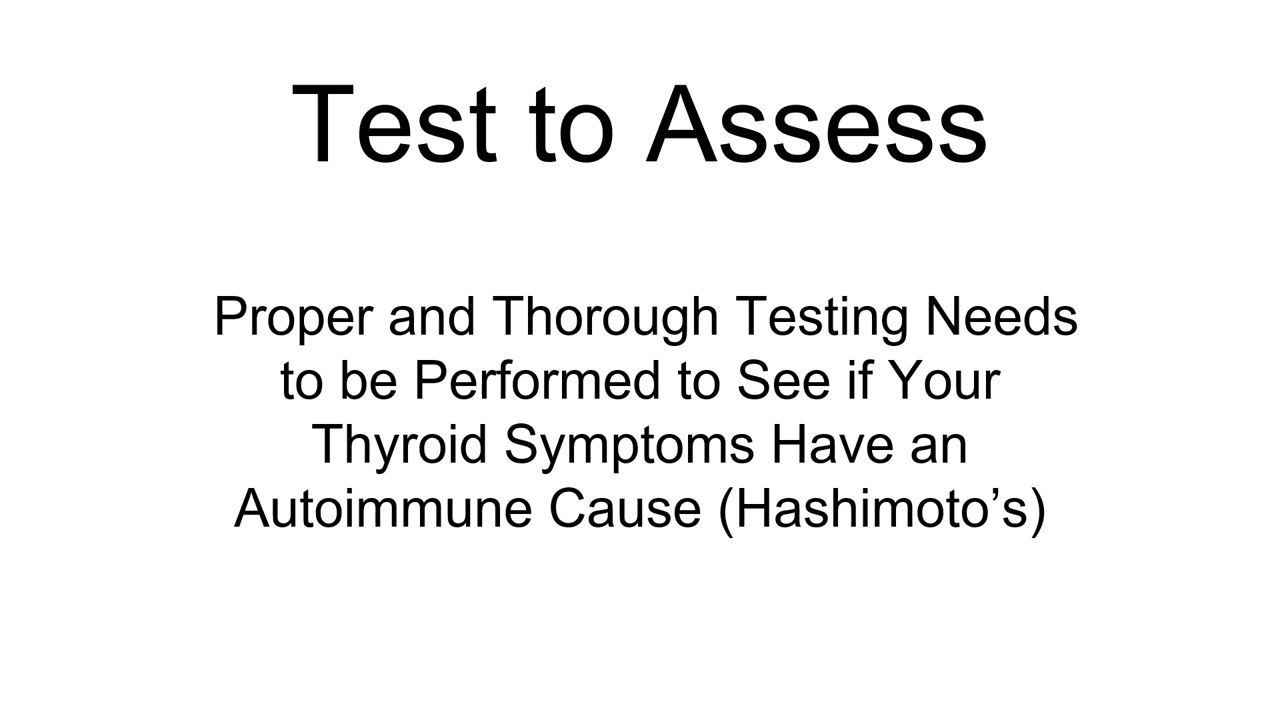 Test to Assess
Proper and Thorough Testing Needs
to be Performed to See if Your
Thyroid Symptoms Have an
Autoimmune Cause (Hashimoto’s)